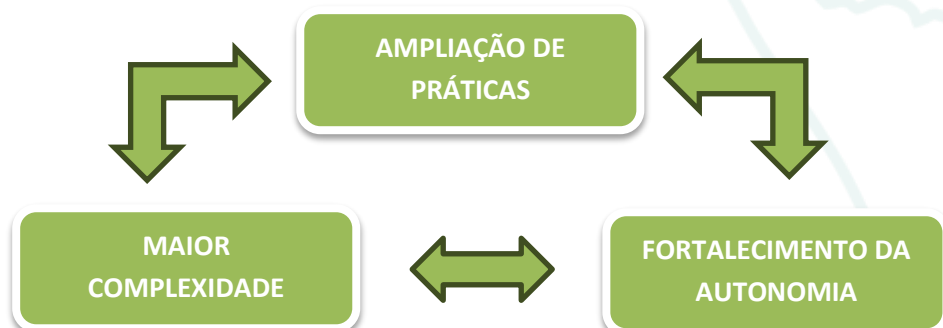 AMPLIAÇÃO DE
PRÁTICAS
MAIOR
COMPLEXIDADE
FORTALECIMENTO DA
AUTONOMIA